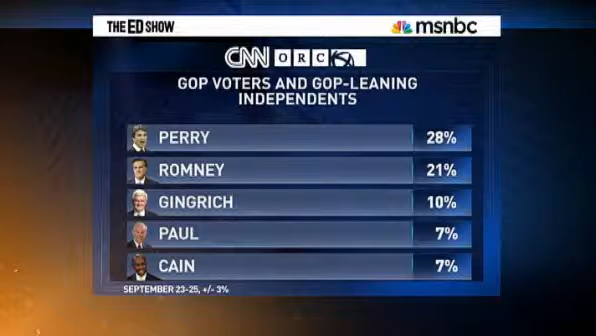 THE ED SHOW
msnbc
CNN ORC
GOP VOTERS AND GOP-LEANING
INDEPENDENTS
PERRY 28%
ROMNEY 21%
GINGRICH 10%
PAUL 7%
CAIN 7%
SEPTEMBER 23-25, +/- 3%